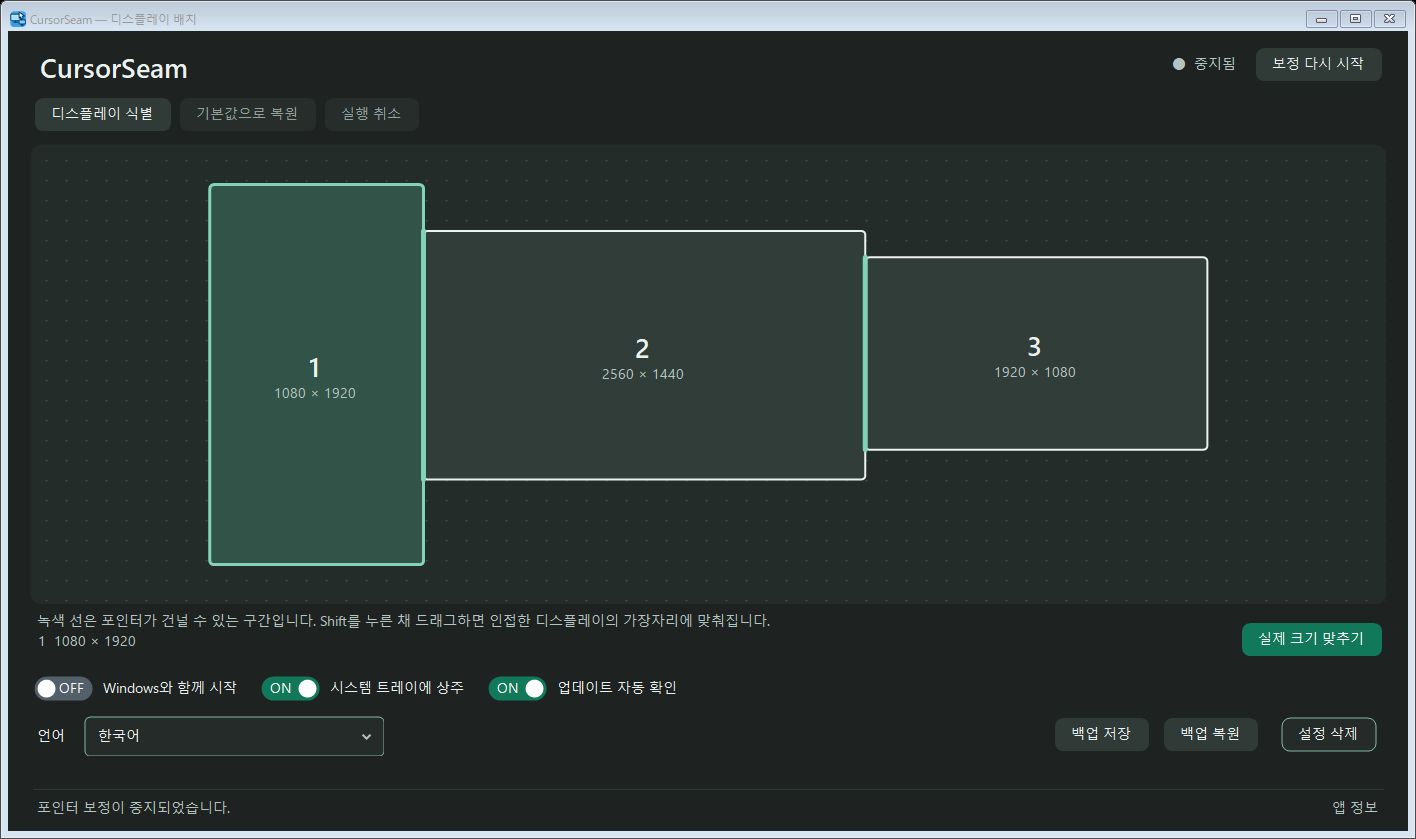 CursorSeam — 디스플레이 배치
CursorSeam
중지됨
보정 다시 시작
디스플레이 식별
기본값으로 복원
실행 취소
1
1080 × 1920
2
2560 × 1440
3
1920 × 1080
녹색 선은 포인터가 건널 수 있는 구간입니다. Shift를 누른 채 드래그하면 인접한 디스플레이의 가장자리에 맞춰집니다.
1 1080 × 1920
실제 크기 맞추기
OFF Windows와 함께 시작
ON 시스템 트레이에 상주
ON 업데이트 자동 확인
언어
한국어
백업 저장
백업 복원
설정 삭제
포인터 보정이 중지되었습니다.
앱 정보